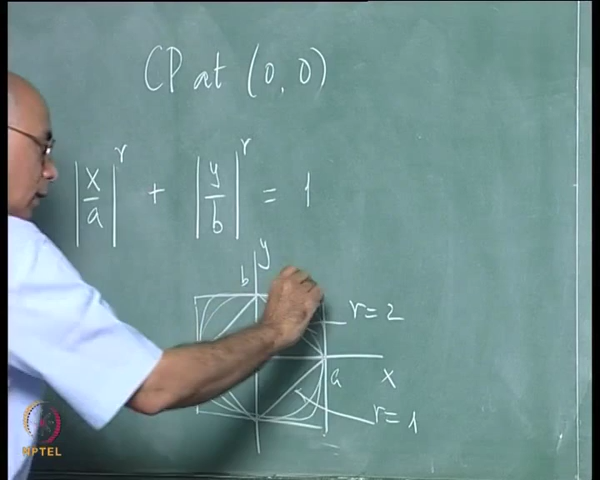 CP at (0, 0)
|x/a|^r + |y/b|^r = 1
y
b
r = 2
a
x
r = 1
NPTEL